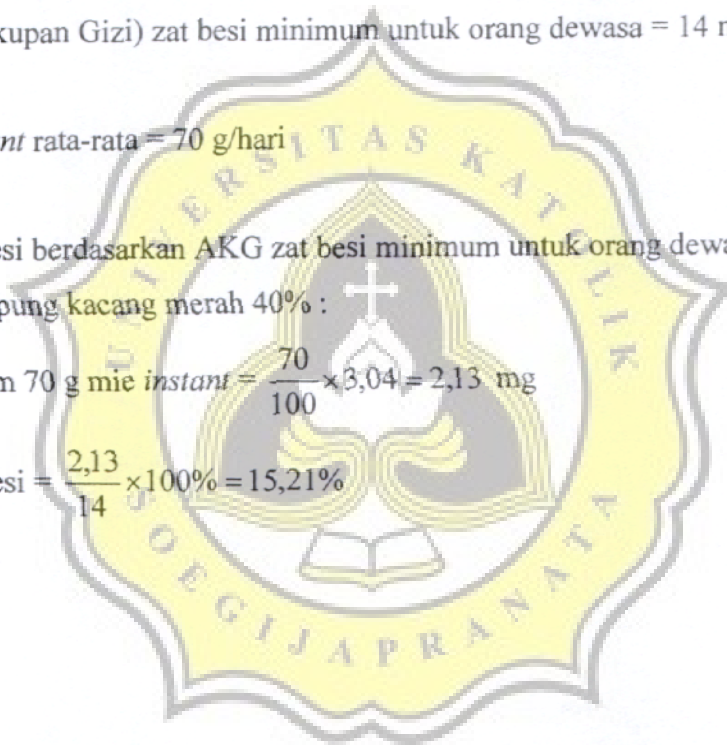 kupan Gizi) zat besi minimum untuk orang dewasa = 14 r
nt rata-rata = 70 g/hari
esi berdasarkan AKG zat besi minimum untuk orang dewa
pung kacang merah 40% :
m 70 g mie instant = 70/100 × 3,04 = 2,13 mg
esi = 2,13/14 × 100% = 15,21%
UNIVERSITAS KATOLIK
SOEGIJAPRANATA